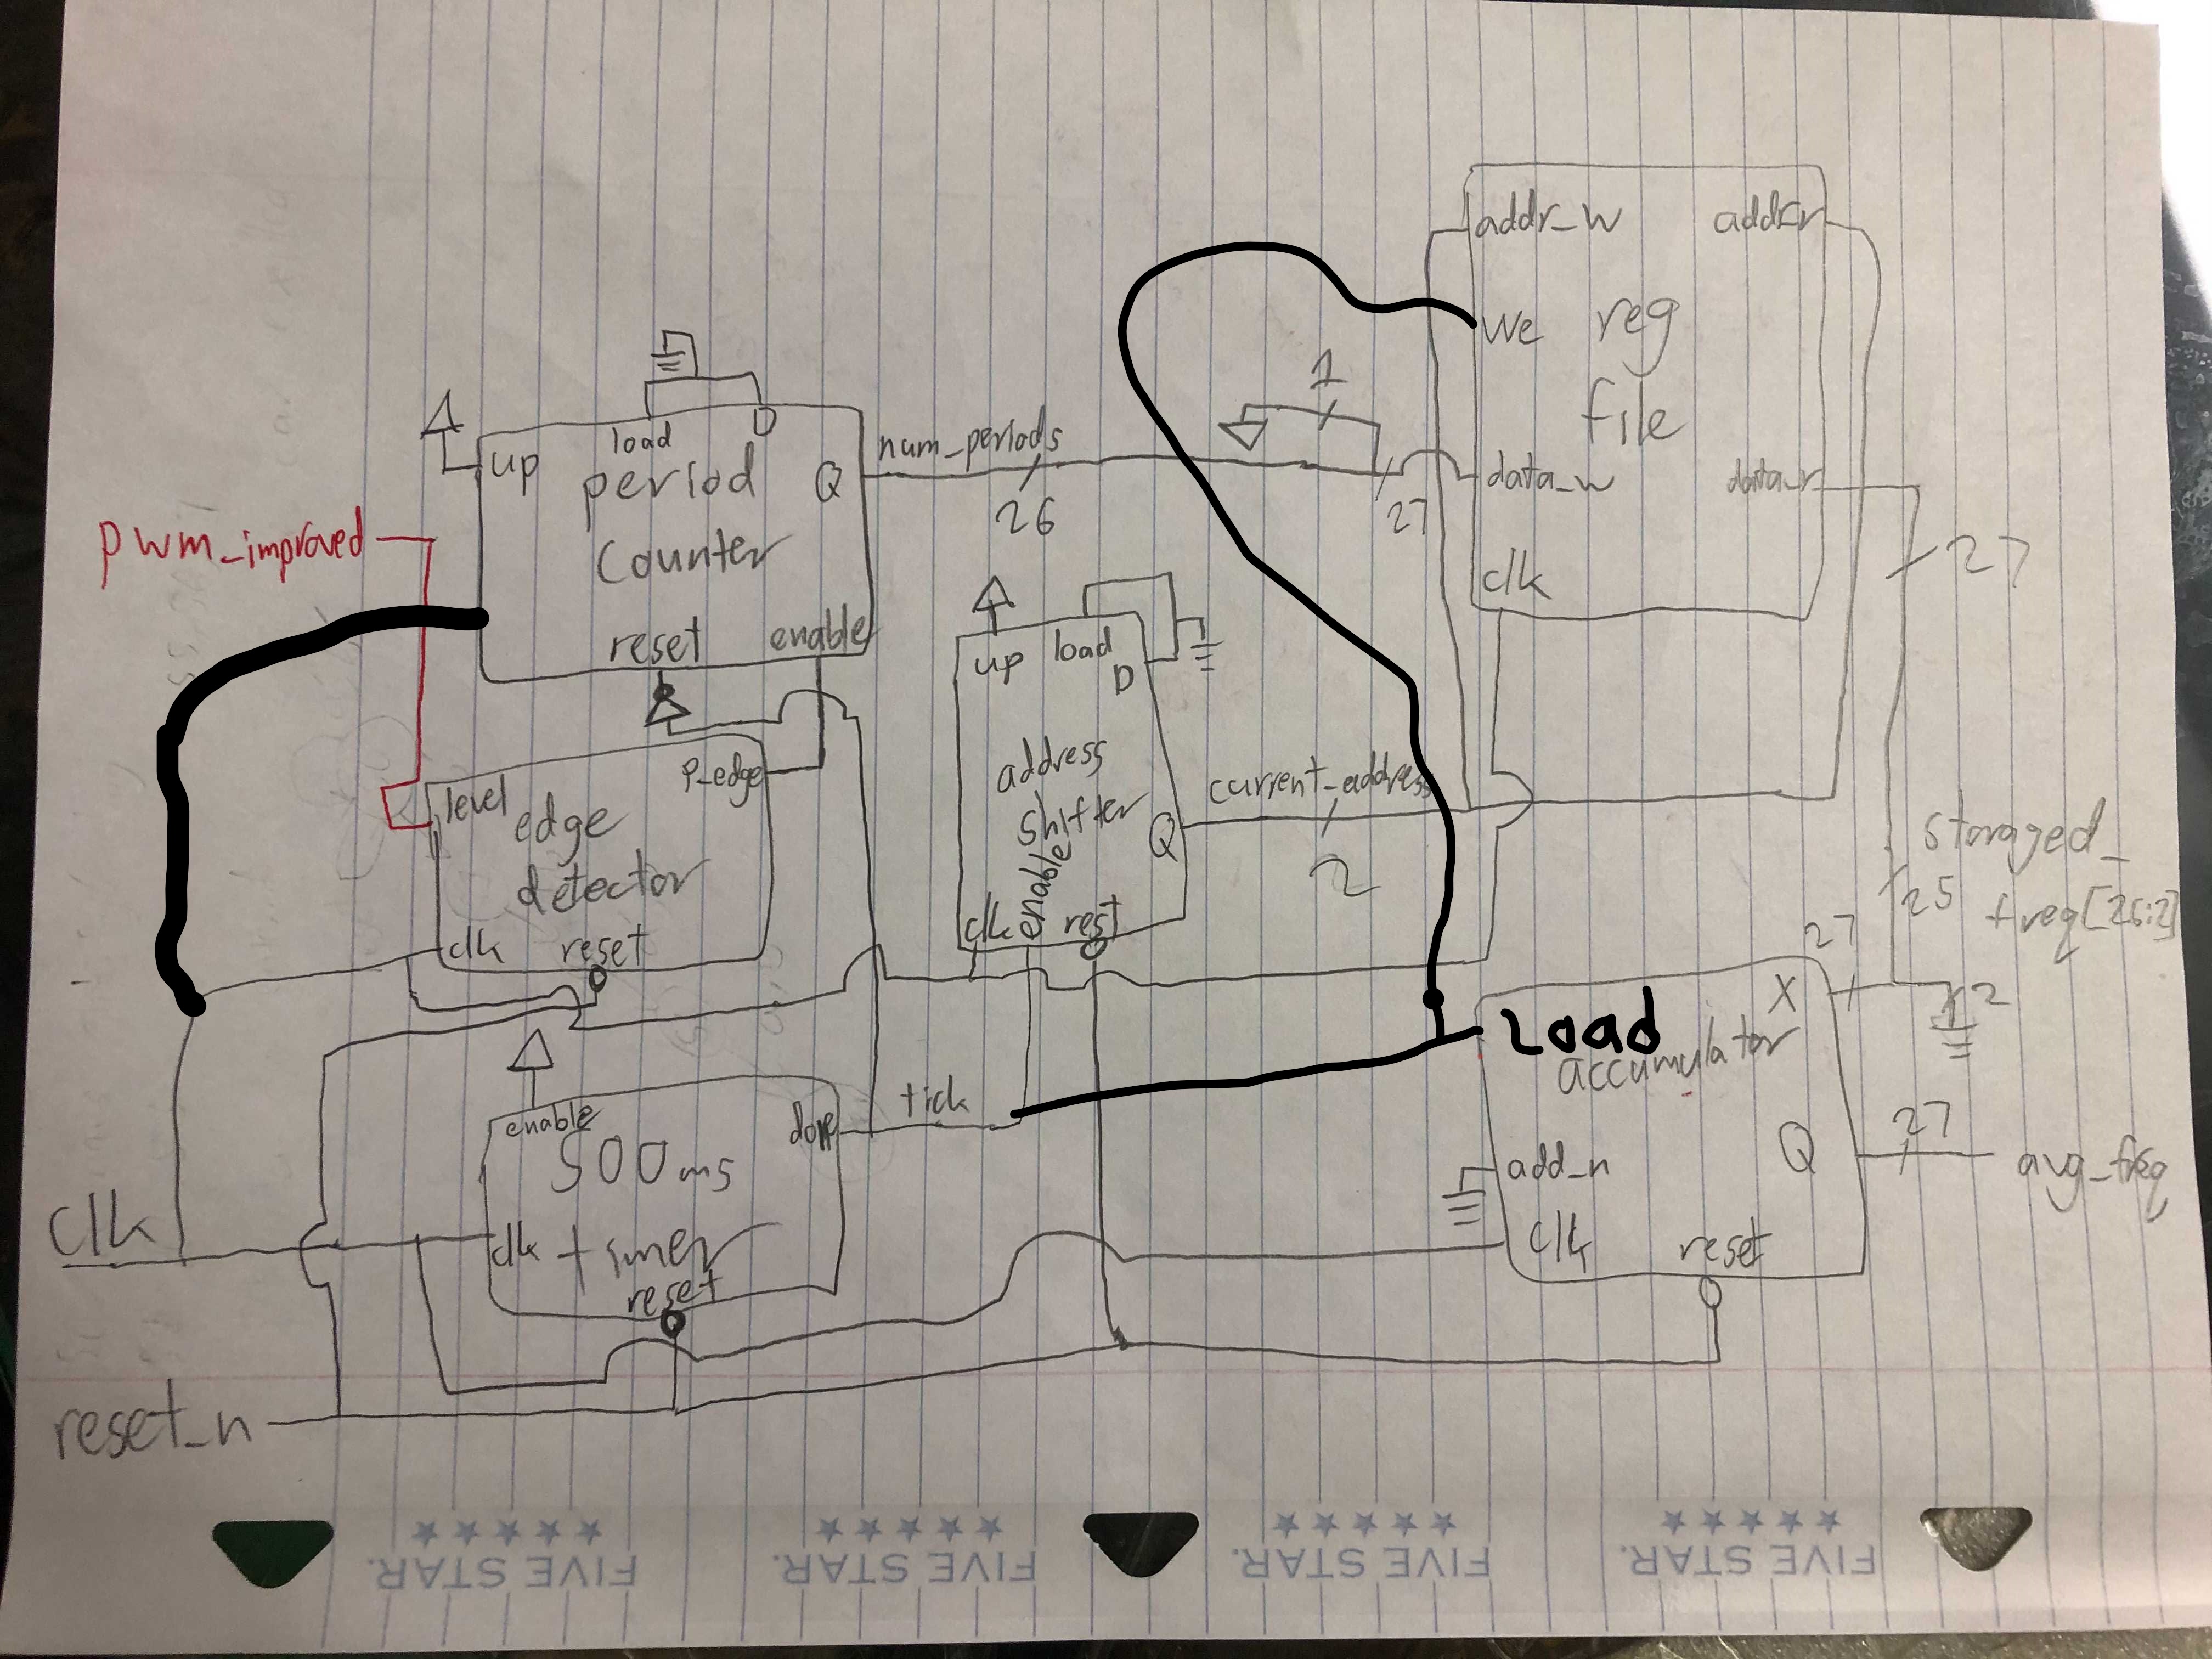 addr_w
addr_r
We
reg
file
1
load
D
up
period
Q
num_periods
data_w
data_r
26
27
pwm_improved
counter
27
clk
reset
enable
up
load
D
p_edge
level
edge
detector
address
shifter
current_address
Q
2
storaged_
freq[26:2]
25
27
clk
reset
clk
enable
rest
X
2
Load
accumulator
tick
enable
done
500ms
27
add_n
Q
avg_freq
clk
clk
timer
clk
reset
reset
reset_n
FIVE STAR.
FIVE STAR.
FIVE STAR.
FIVE STAR.